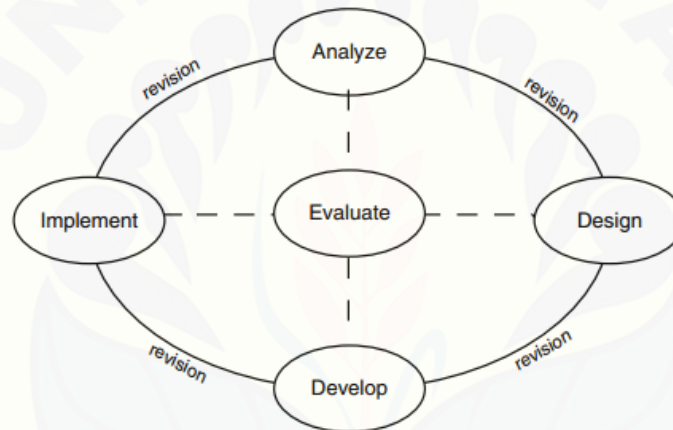 Analyze
revision
revision
Implement
Evaluate
Design
revision
revision
Develop